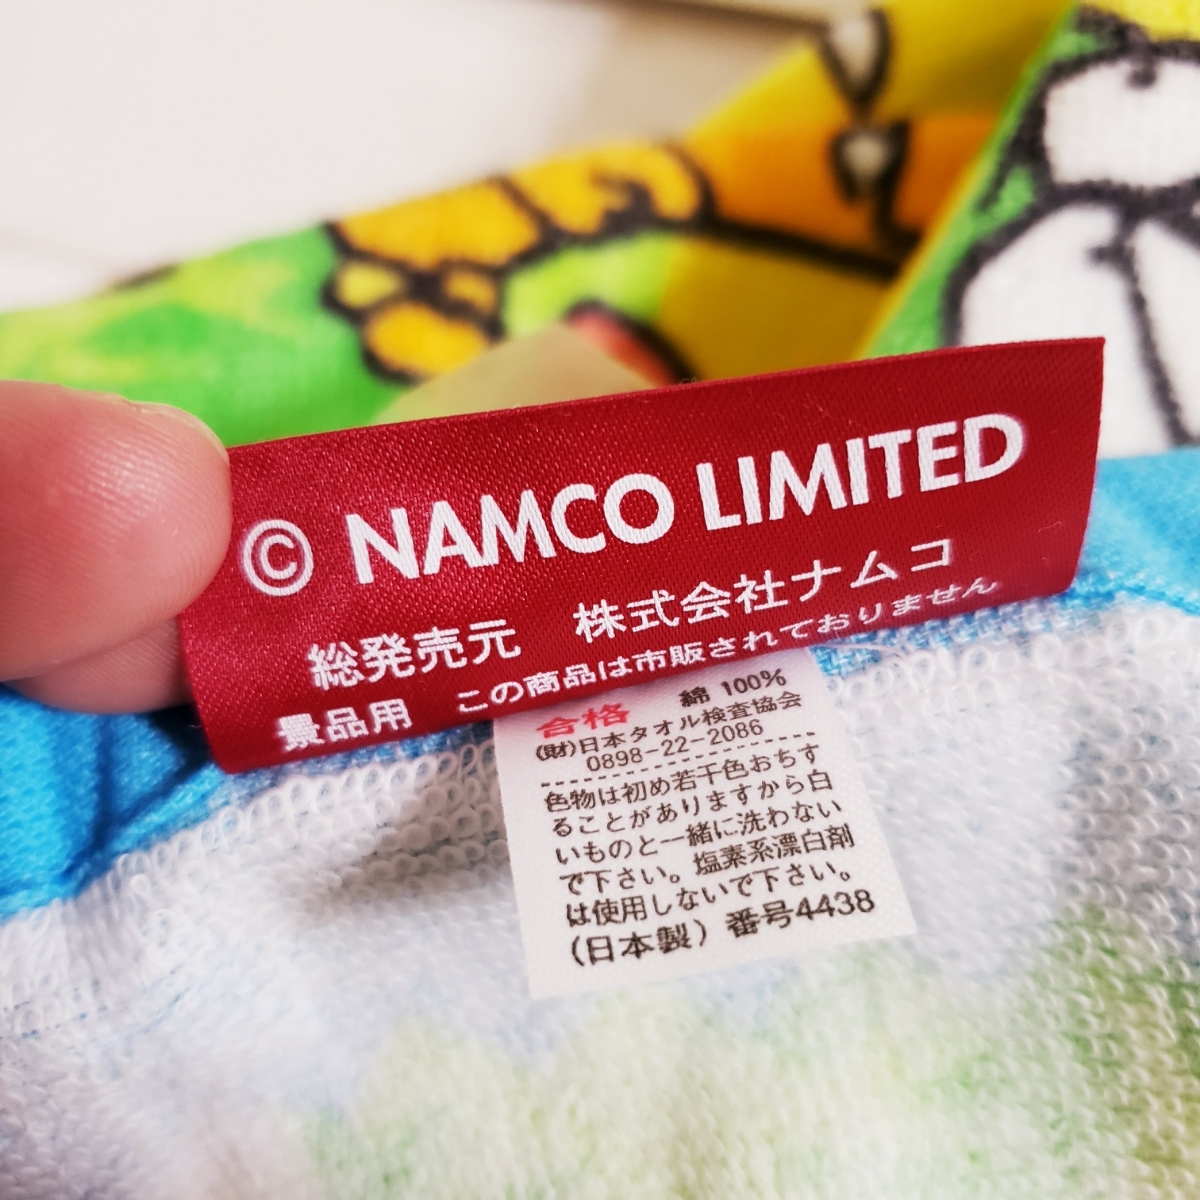 © NAMCO LIMITED
総発売元 株式会社ナムコ
景品用 この商品は市販されておりません
合格 綿 100%
(財)日本タオル検査協会
0898-22-2086
色物は初め若干色おちす
ることがありますから白
いものと一緒に洗わない
で下さい。塩素系漂白剤
は使用しないで下さい。
(日本製) 番号4438